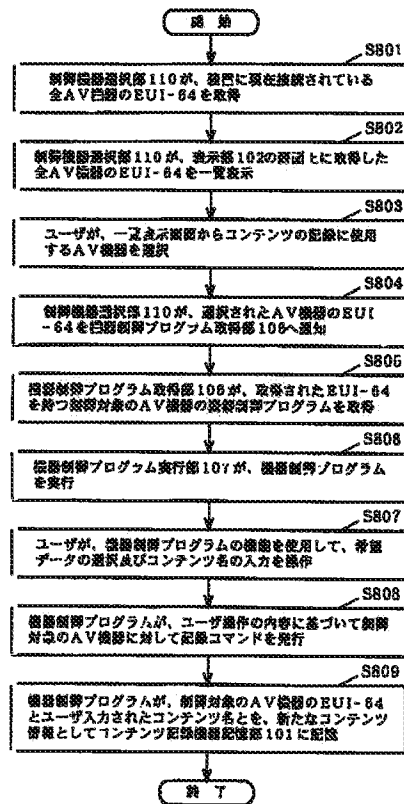 開始
S801
制御機器選択部110が、検芭に現在接続されている
全AV機器のEUI-64を取得
S802
制御機器選択部110が、表示部102の画面上に取得した
全AV機器のEUI-64を一覧表示
S803
ユーザが、一覧表示画面からコンテンツの記録に使用
するAV機器を選択
S804
制御機器選択部110が、選択されたAV機器のEUI
-64を機器制御プログラム取得部106へ通知
S805
機器制御プログラム取得部106が、取得されたEUI-64
を持つ制御対象のAV機器の機器制御プログラムを取得
S806
機器制御プログラム実行部107が、機器制御プログラム
を実行
S807
ユーザが、機器制御プログラムの機能を使用して、希望
データの選択及びコンテンツ名の入力を操作
S808
機器制御プログラムが、ユーザ操作の内容に基づいて制御
対象のAV機器に対して記録コマンドを発行
S809
機器制御プログラムが、制御対象のAV機器のEUI-64
とユーザ入力されたコンテンツ名とを、新たなコンテンツ
情報としてコンテンツ記録機器記憶部101に記憶
終了